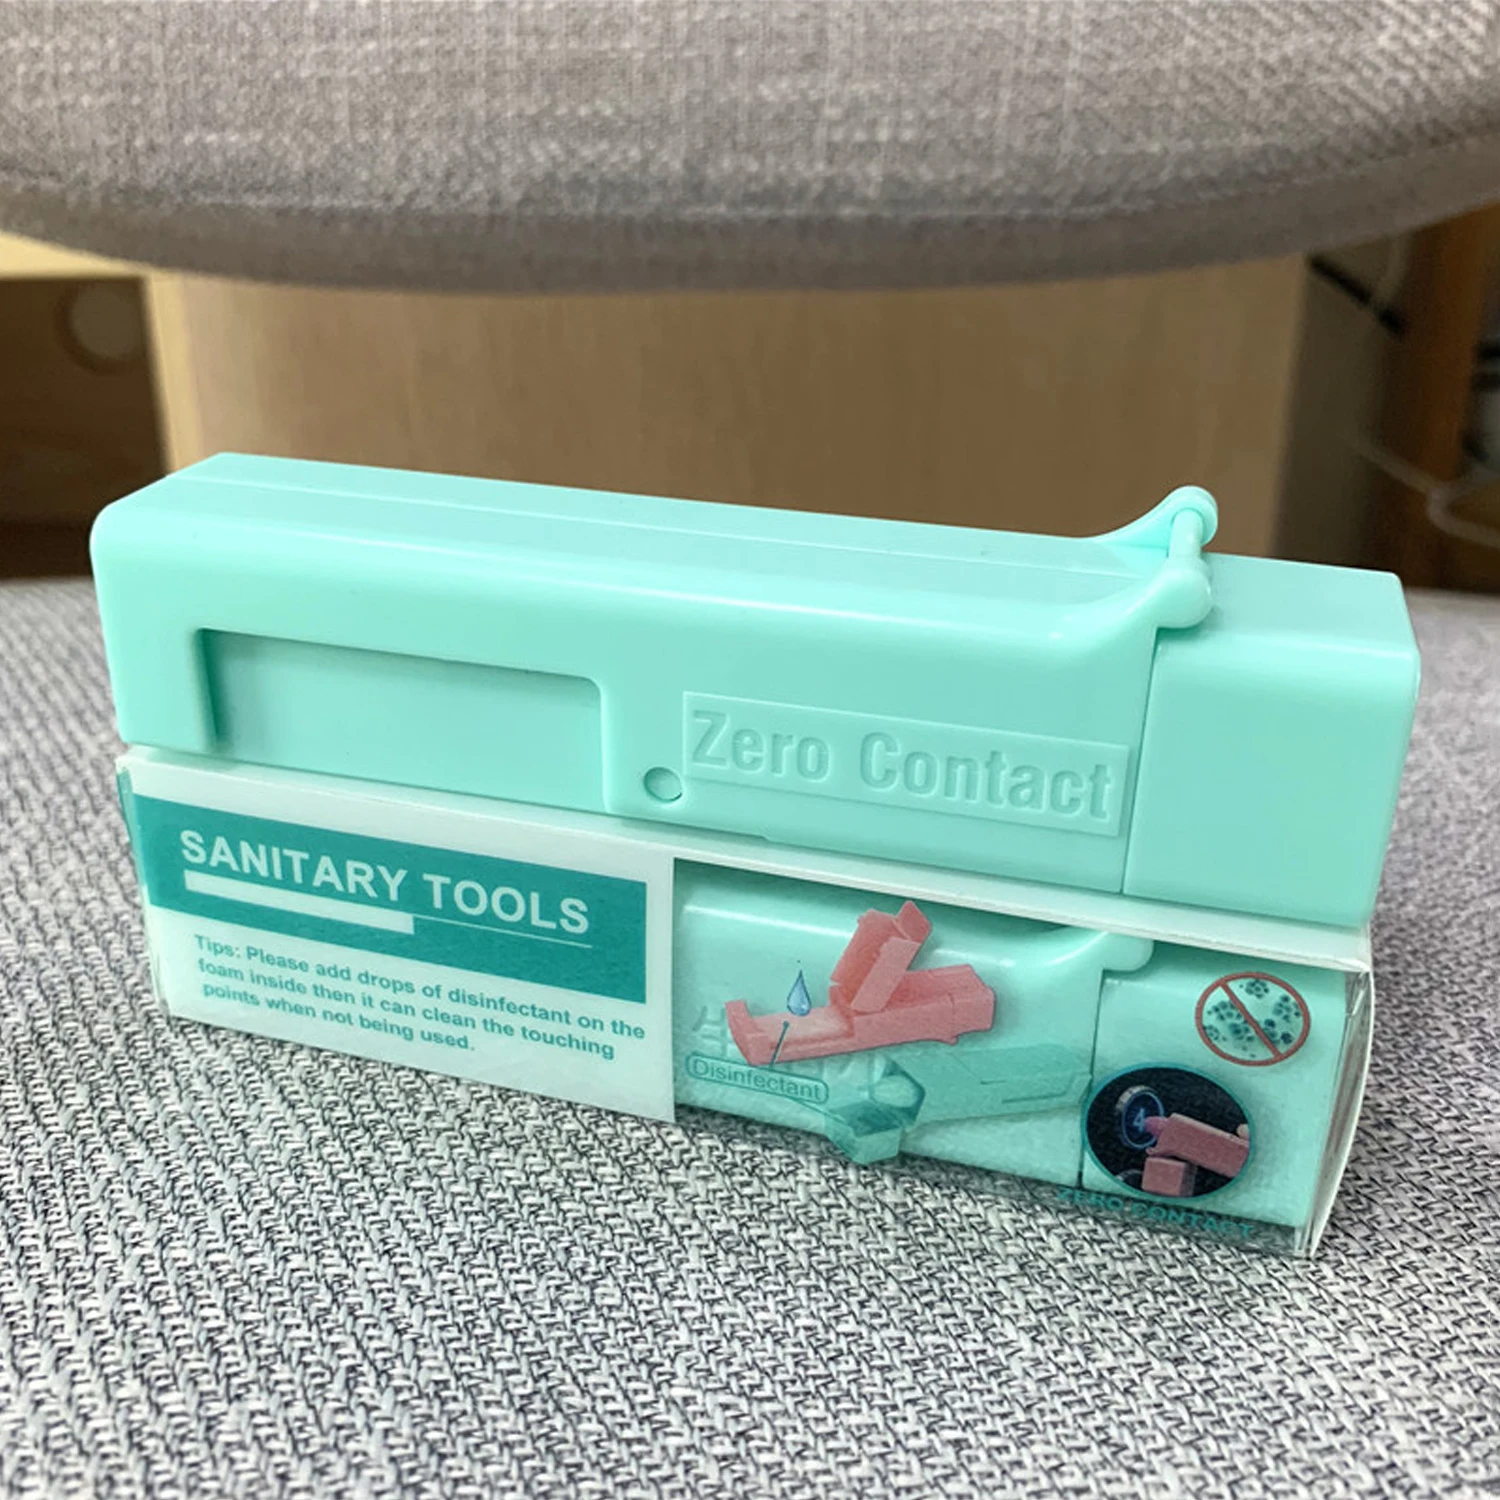 Zero Contact
SANITARY TOOLS
Tips: Please add drops of disinfectant on the
foam inside then it can clean the touching
points when not being used.
Disinfectant
4
ZERO CONTACT